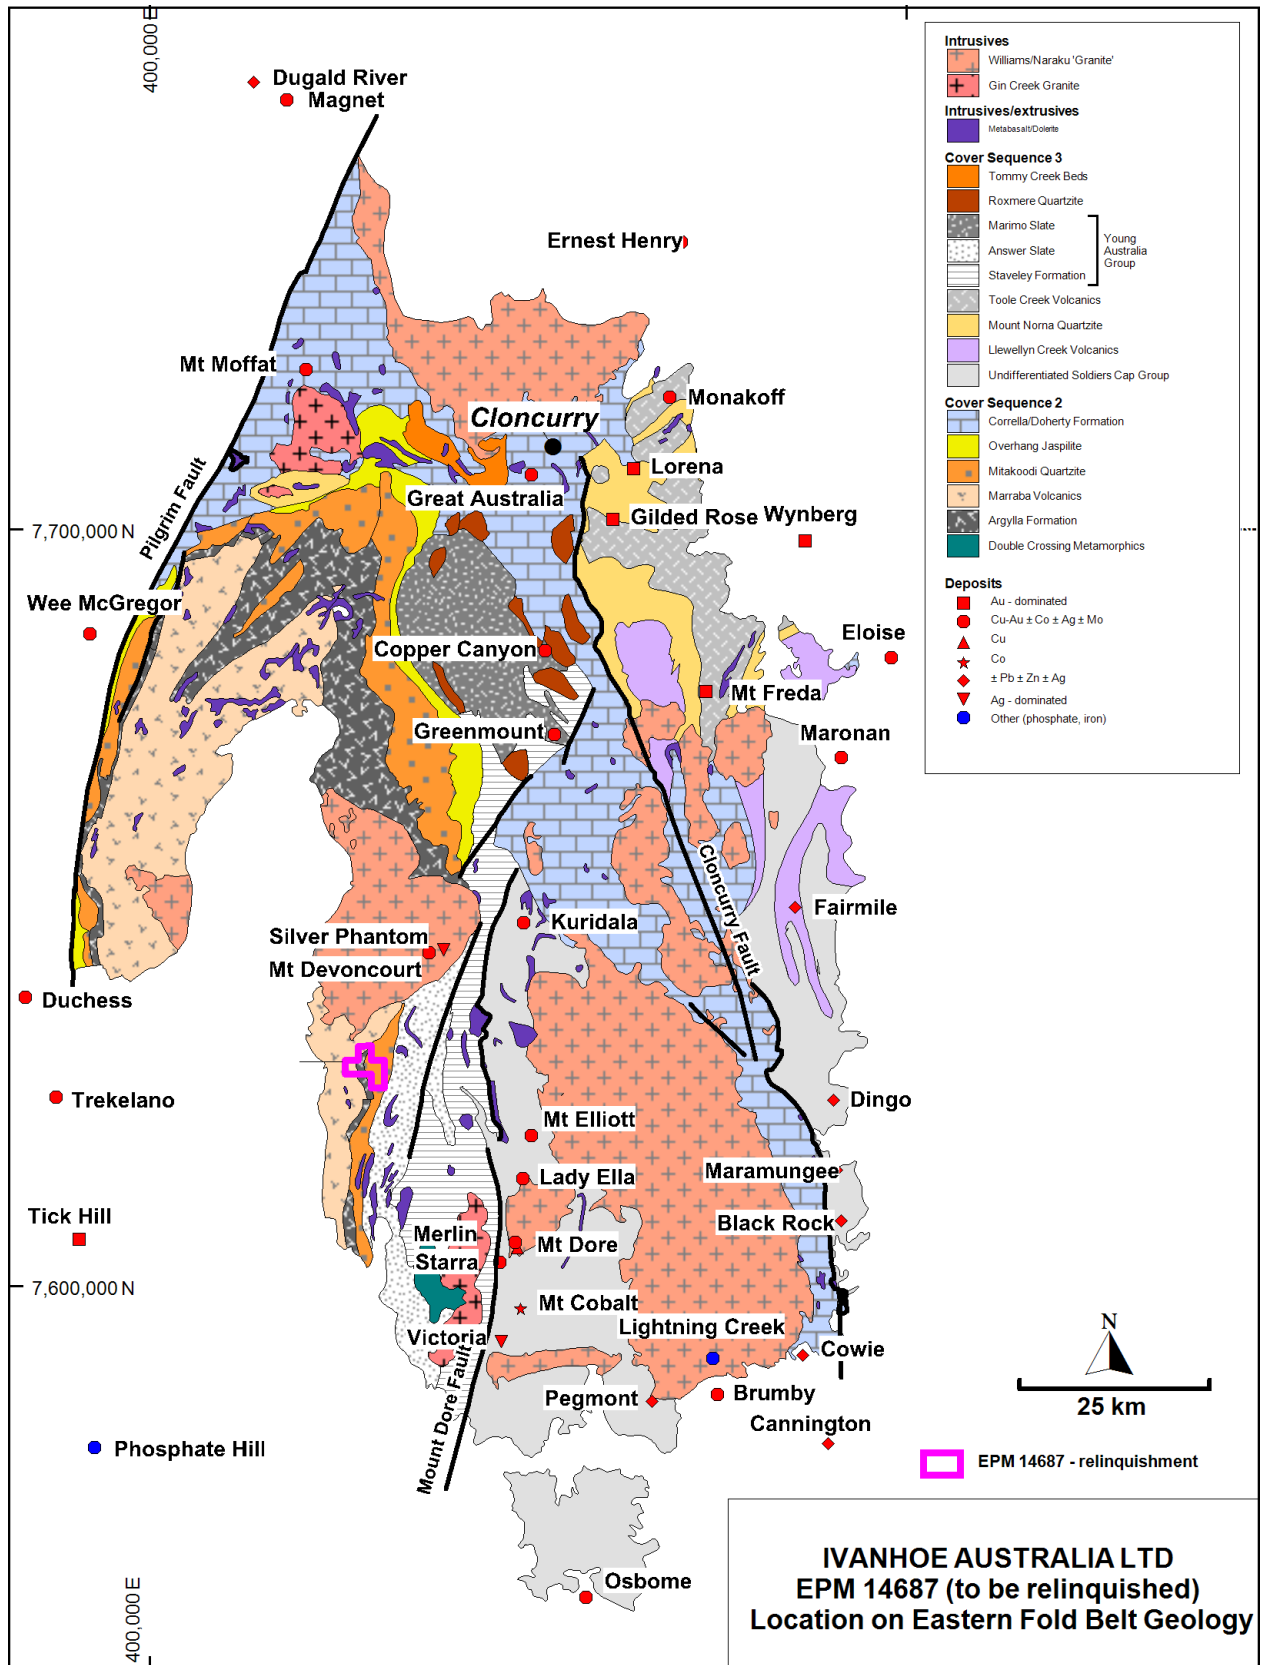 400,000 E
Dugald River
Magnet
Ernest Henry
Mt Moffat
Monakoff
Cloncurry
Lorena
Great Australia
Pilgrim Fault
Gilded Rose
Wynberg
7,700,000 N
Wee McGregor
Eloise
Copper Canyon
Mt Freda
Greenmount
Maronan
Cloncurry Fault
Fairmile
Kuridala
Silver Phantom
Mt Devoncourt
Duchess
Trekelano
Dingo
Mt Elliott
Maramungee
Lady Ella
Tick Hill
Black Rock
Merlin
Mt Dore
Starra
7,600,000 N
Mt Cobalt
Lightning Creek
Victoria
Cowie
Mount Dore Fault
Pegmont
Brumby
Cannington
Phosphate Hill
Osborne
400,000 E
Intrusives
Williams/Naraku 'Granite'
Gin Creek Granite
Intrusives/extrusives
Metabasalt/Dolerite
Cover Sequence 3
Tommy Creek Beds
Roxmere Quartzite
Marimo Slate
Answer Slate
Staveley Formation
Young
Australia
Group
Toole Creek Volcanics
Mount Norna Quartzite
Llewellyn Creek Volcanics
Undifferentiated Soldiers Cap Group
Cover Sequence 2
Corella/Doherty Formation
Overhang Jaspilite
Mitakoodi Quartzite
Marraba Volcanics
Argylla Formation
Double Crossing Metamorphics
Deposits
Au - dominated
Cu-Au ± Co ± Ag ± Mo
Cu
Co
± Pb ± Zn ± Ag
Ag - dominated
Other (phosphate, iron)
N
25 km
EPM 14687 - relinquishment
IVANHOE AUSTRALIA LTD
EPM 14687 (to be relinquished)
Location on Eastern Fold Belt Geology